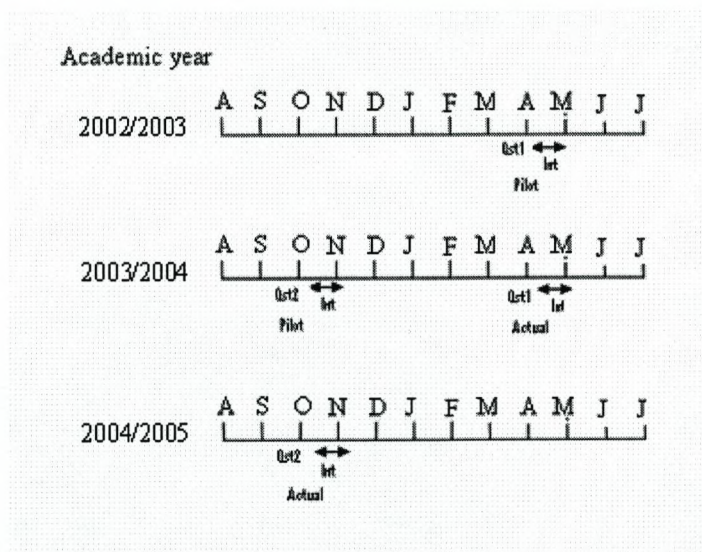 Academic year
A S O N D J F M A M J J
2002/2003
Qst1 Int
Pilot
A S O N D J F M A M J J
2003/2004
Qst2 Int Qst1 Int
Pilot Actual
A S O N D J F M A M J J
2004/2005
Qst2 Int
Actual